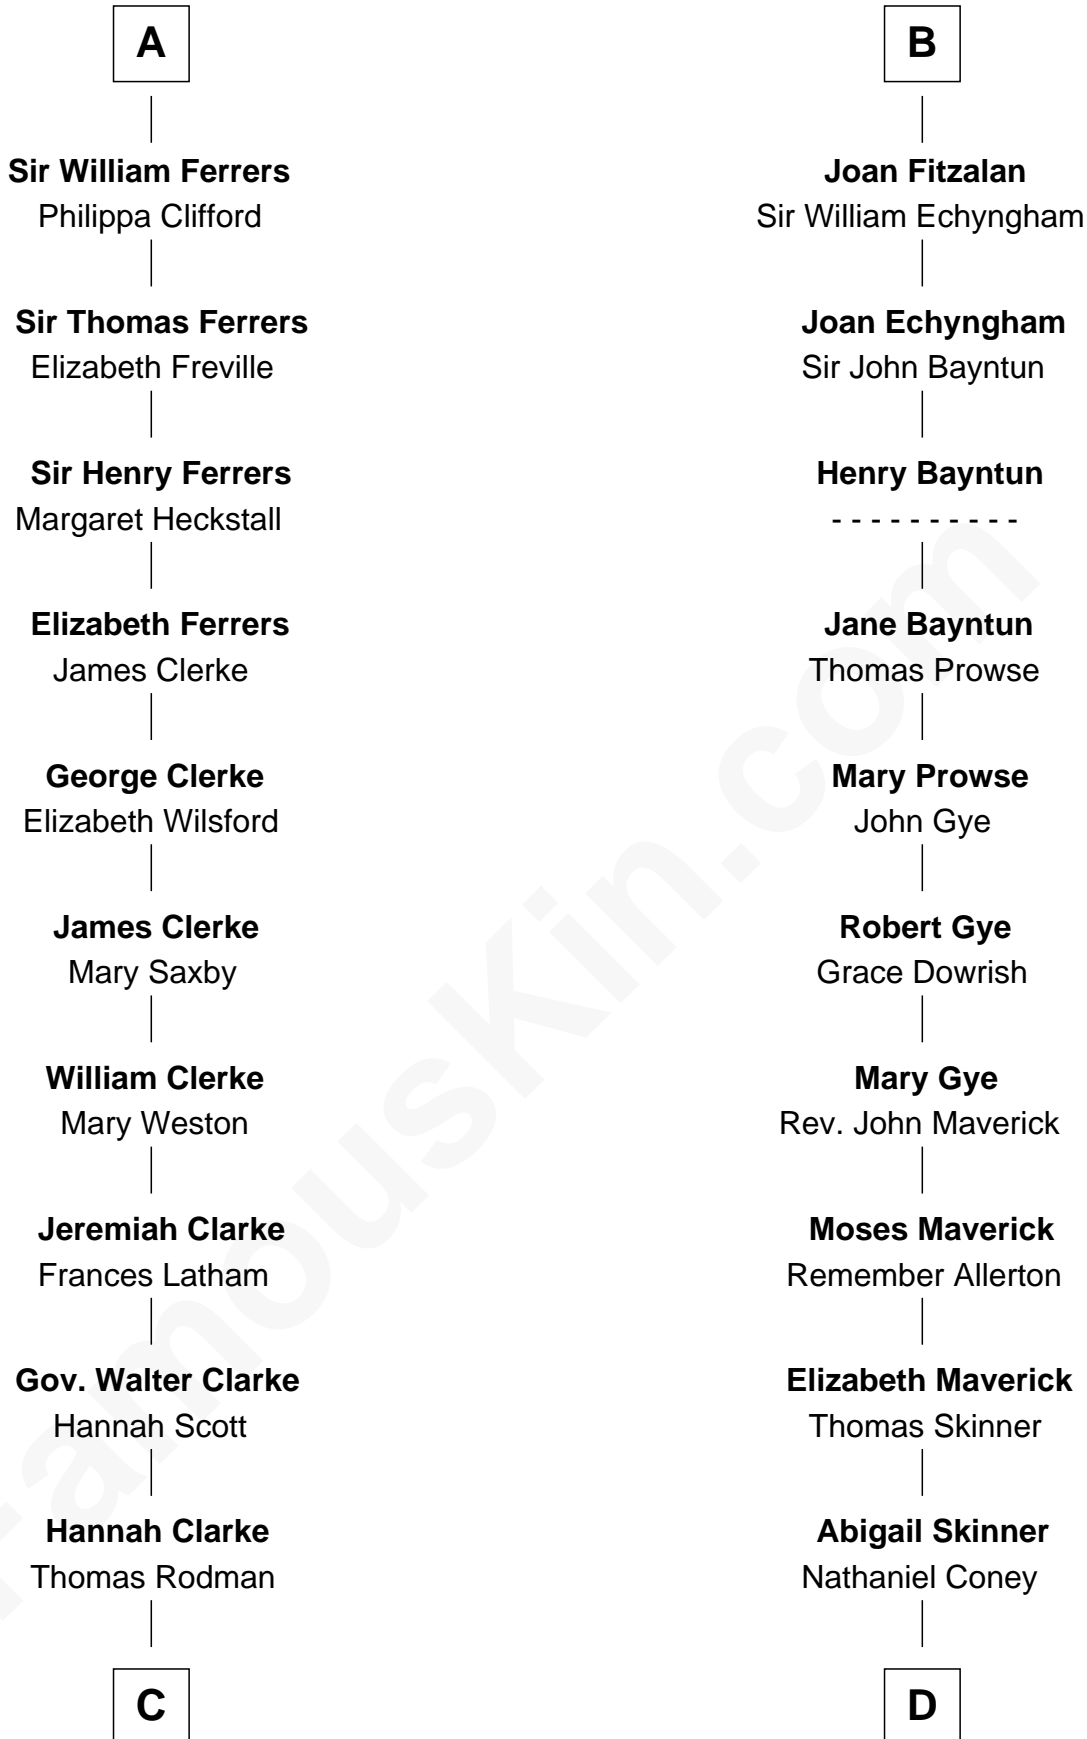 A
Sir William Ferrers
Philippa Clifford
Sir Thomas Ferrers
Elizabeth Freville
Sir Henry Ferrers
Margaret Heckstall
Elizabeth Ferrers
James Clerke
George Clerke
Elizabeth Wilsford
James Clerke
Mary Saxby
William Clerke
Mary Weston
Jeremiah Clarke
Frances Latham
Gov. Walter Clarke
Hannah Scott
Hannah Clarke
Thomas Rodman
C
B
Joan Fitzalan
Sir William Echyngham
Joan Echyngham
Sir John Bayntun
Henry Bayntun
- - - - - - - - - -
Jane Bayntun
Thomas Prowse
Mary Prowse
John Gye
Robert Gye
Grace Dowrish
Mary Gye
Rev. John Maverick
Moses Maverick
Remember Allerton
Elizabeth Maverick
Thomas Skinner
Abigail Skinner
Nathaniel Coney
D
FamousKin.com